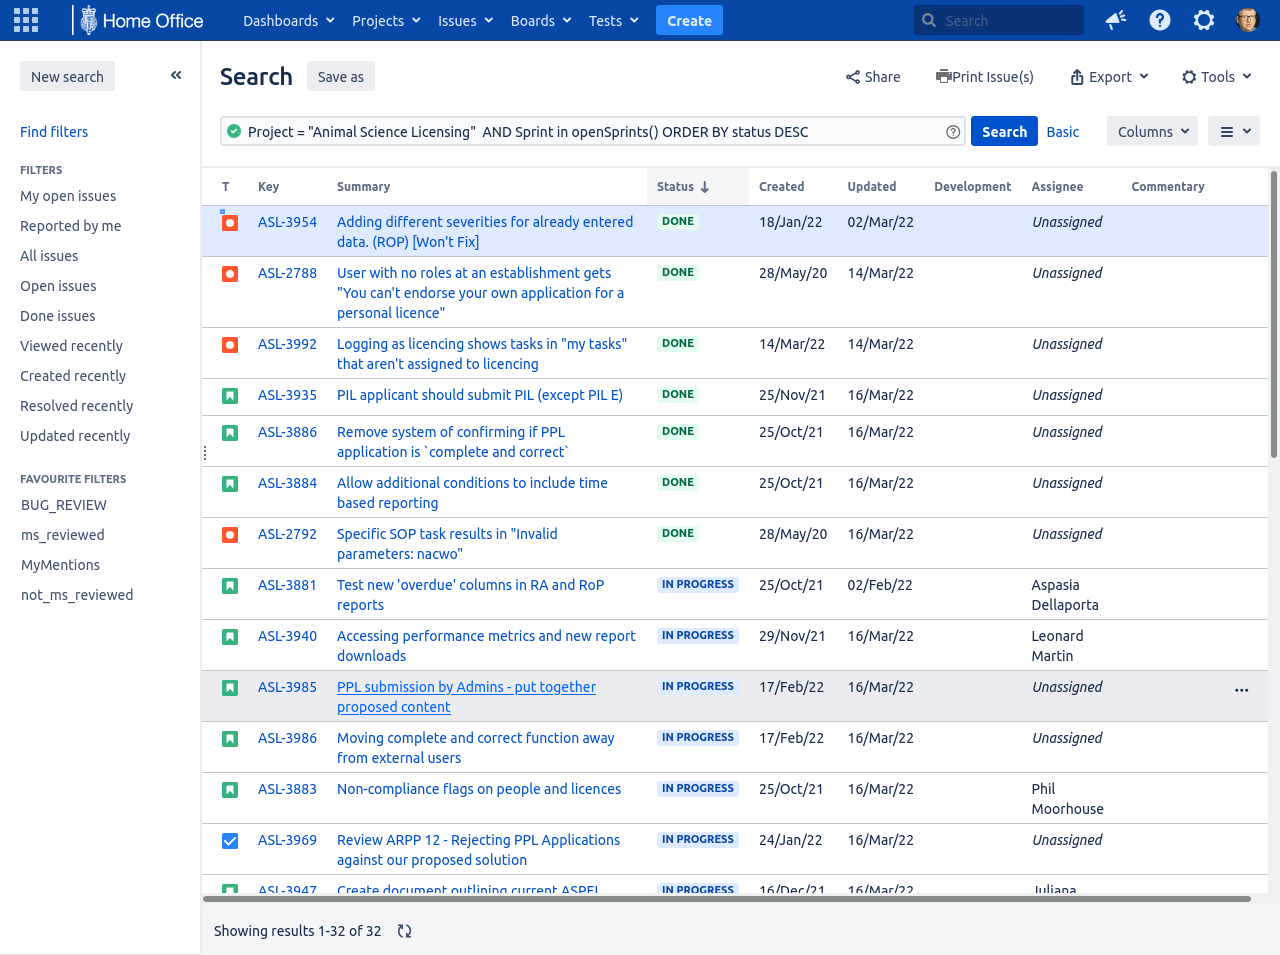 Home Office Dashboards Projects Issues Boards Tests Create Search
New search
Search Save as Share Print Issue(s) Export Tools
Find filters
Project = "Animal Science Licensing"  AND Sprint in openSprints() ORDER BY status DESC Search Basic Columns
FILTERS
My open issues
Reported by me
All issues
Open issues
Done issues
Viewed recently
Created recently
Resolved recently
Updated recently
FAVOURITE FILTERS
BUG_REVIEW
ms_reviewed
MyMentions
not_ms_reviewed
T Key Summary Status Created Updated Development Assignee Commentary
ASL-3954 Adding different severities for already entered DONE 18/Jan/22 02/Mar/22 Unassigned
data. (ROP) [Won't Fix]
ASL-2788 User with no roles at an establishment gets DONE 28/May/20 14/Mar/22 Unassigned
"You can't endorse your own application for a
personal licence"
ASL-3992 Logging as licencing shows tasks in "my tasks" DONE 14/Mar/22 14/Mar/22 Unassigned
that aren't assigned to licencing
ASL-3935 PIL applicant should submit PIL (except PIL E) DONE 25/Nov/21 16/Mar/22 Unassigned
ASL-3886 Remove system of confirming if PPL DONE 25/Oct/21 16/Mar/22 Unassigned
application is `complete and correct`
ASL-3884 Allow additional conditions to include time DONE 25/Oct/21 16/Mar/22 Unassigned
based reporting
ASL-2792 Specific SOP task results in "Invalid DONE 28/May/20 16/Mar/22 Unassigned
parameters: nacwo"
ASL-3881 Test new 'overdue' columns in RA and RoP IN PROGRESS 25/Oct/21 02/Feb/22 Aspasia
reports Dellaporta
ASL-3940 Accessing performance metrics and new report IN PROGRESS 29/Nov/21 16/Mar/22 Leonard
downloads Martin
ASL-3985 PPL submission by Admins - put together IN PROGRESS 17/Feb/22 16/Mar/22 Unassigned
proposed content
ASL-3986 Moving complete and correct function away IN PROGRESS 17/Feb/22 16/Mar/22 Unassigned
from external users
ASL-3883 Non-compliance flags on people and licences IN PROGRESS 25/Oct/21 16/Mar/22 Phil
Moorhouse
ASL-3969 Review ARPP 12 - Rejecting PPL Applications IN PROGRESS 24/Jan/22 16/Mar/22 Unassigned
against our proposed solution
ASL-3947 Create document outlining current ASPEL IN PROGRESS 16/Dec/21 16/Mar/22 Juliana
Showing results 1-32 of 32